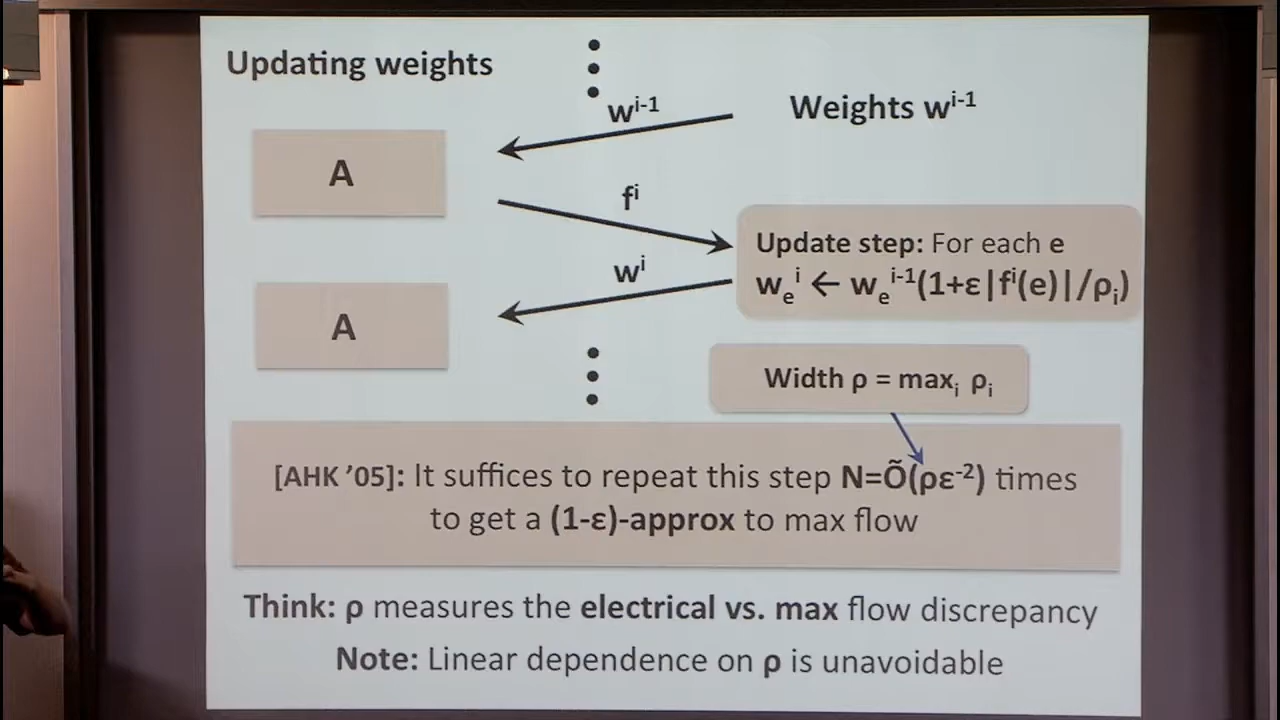 Updating weights
w^i-1
Weights w^i-1
A
f^i
Update step: For each e
w_e^i ← w_e^i-1(1+ε|f^i(e)|/ρ_i)
w^i
A
Width ρ = max_i ρ_i
[AHK ’05]: It suffices to repeat this step N=Õ(ρε^-2) times
to get a (1-ε)-approx to max flow
Think: ρ measures the electrical vs. max flow discrepancy
Note: Linear dependence on ρ is unavoidable